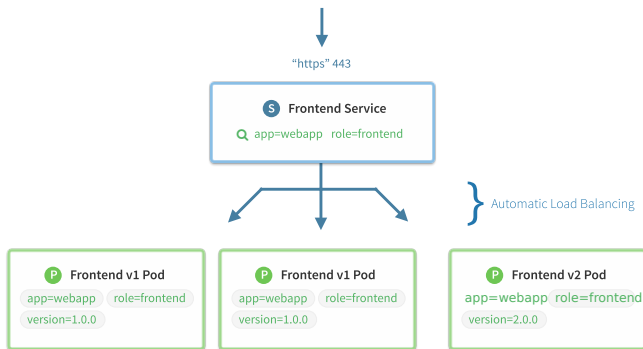 “https” 443
S Frontend Service
app=webapp role=frontend
Automatic Load Balancing
P Frontend v1 Pod
app=webapp role=frontend
version=1.0.0
P Frontend v1 Pod
app=webapp role=frontend
version=1.0.0
P Frontend v2 Pod
app=webapp role=frontend
version=2.0.0